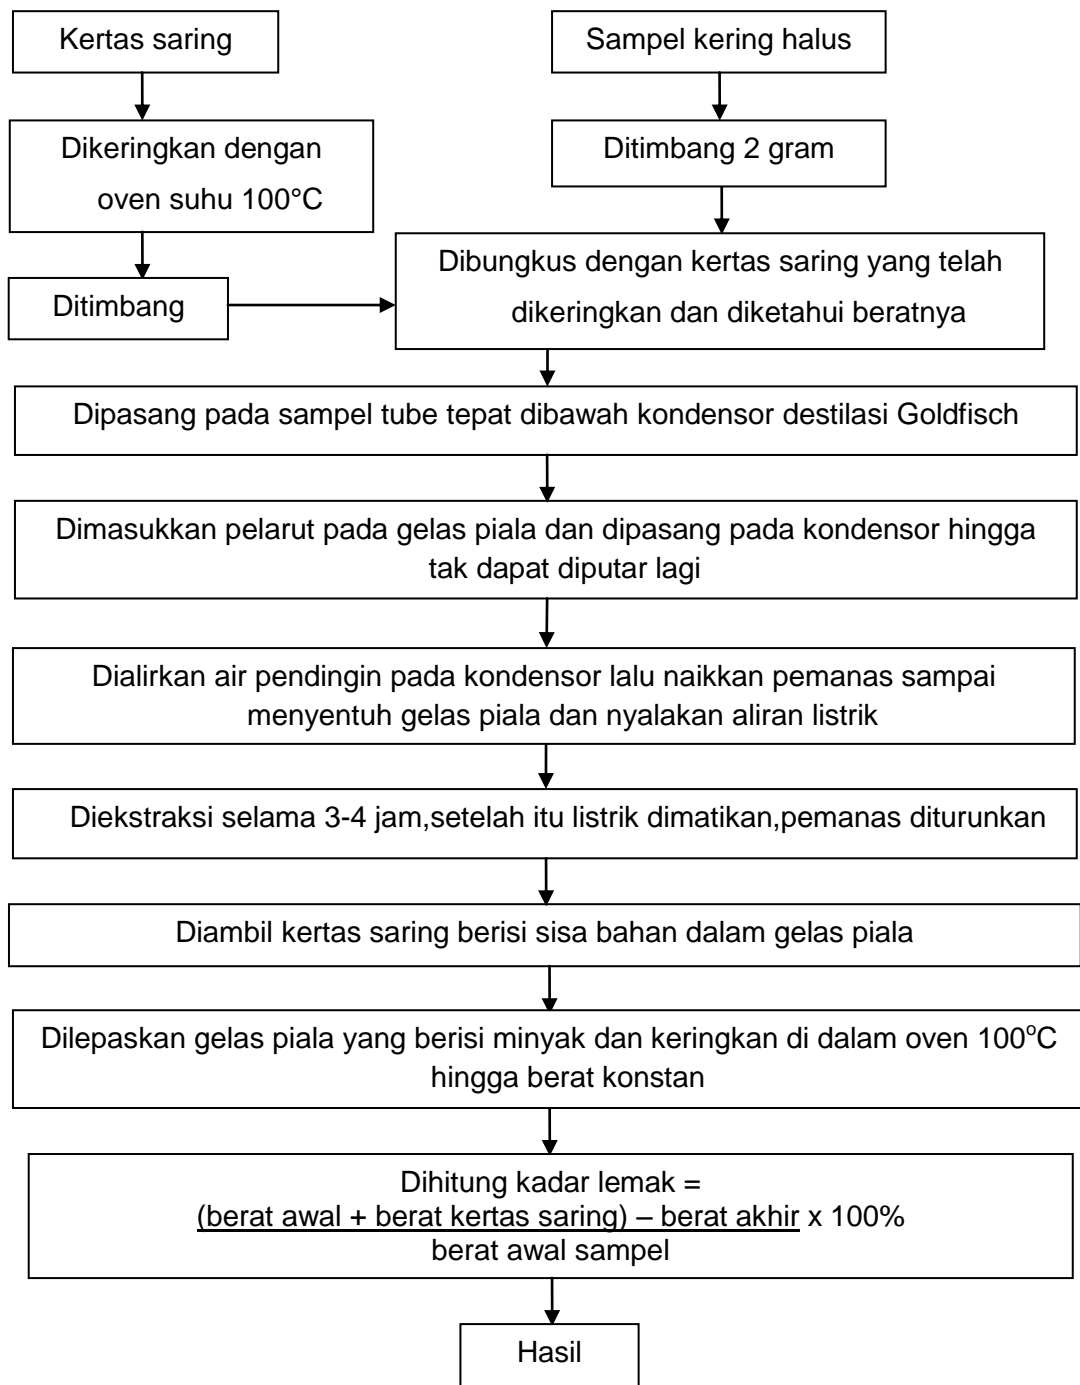 Kertas saring
Sampel kering halus
Dikeringkan dengan
oven suhu 100°C
Ditimbang 2 gram
Ditimbang
Dibungkus dengan kertas saring yang telah
dikeringkan dan diketahui beratnya
Dipasang pada sampel tube tepat dibawah kondensor destilasi Goldfisch
Dimasukkan pelarut pada gelas piala dan dipasang pada kondensor hingga
tak dapat diputar lagi
Dialirkan air pendingin pada kondensor lalu naikkan pemanas sampai
menyentuh gelas piala dan nyalakan aliran listrik
Diekstraksi selama 3-4 jam,setelah itu listrik dimatikan,pemanas diturunkan
Diambil kertas saring berisi sisa bahan dalam gelas piala
Dilepaskan gelas piala yang berisi minyak dan keringkan di dalam oven 100°C
hingga berat konstan
Dihitung kadar lemak =
(berat awal + berat kertas saring) – berat akhir x 100%
berat awal sampel
Hasil